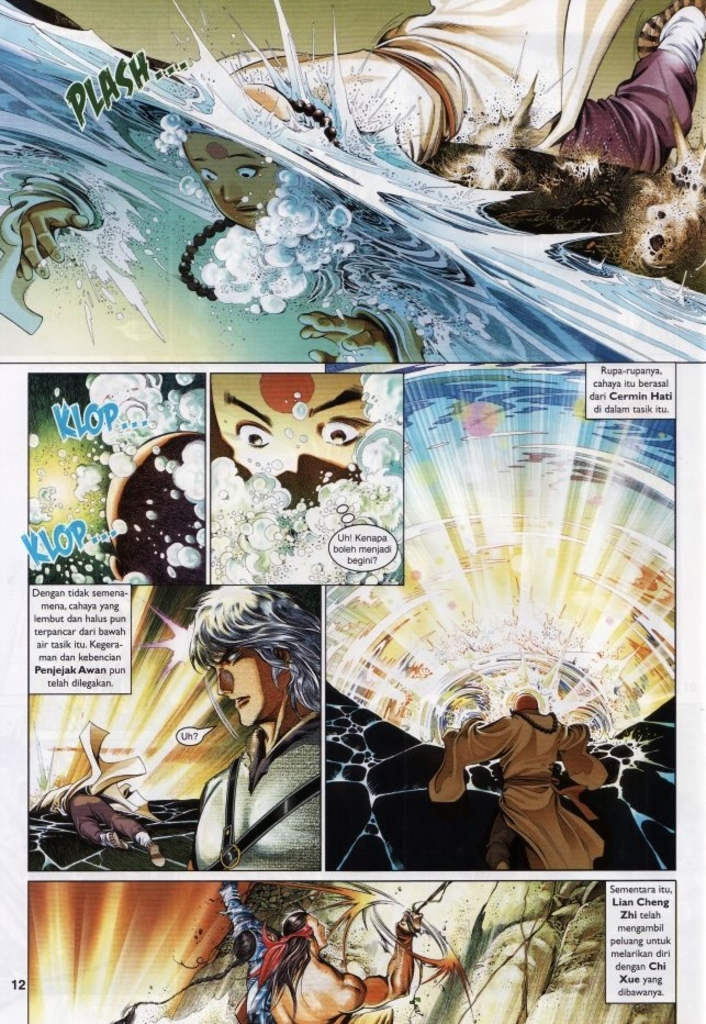 PLASH...
KLOP...
KLOP...
Uh! Kenapa
boleh menjadi
begini?
Rupa-rupanya,
cahaya itu berasal
dari Cermin Hati
di dalam tasik itu.
Dengan tidak semena-
mena, cahaya yang
lembut dan halus pun
terpancar dari bawah
air tasik itu. Kegera-
man dan kebencian
Penjejak Awan pun
telah dilegakan.
Uh?
Sementara itu,
Lian Cheng
Zhi telah
mengambil
peluang untuk
melarikan diri
dengan Chi
Xue yang
dibawanya.
12